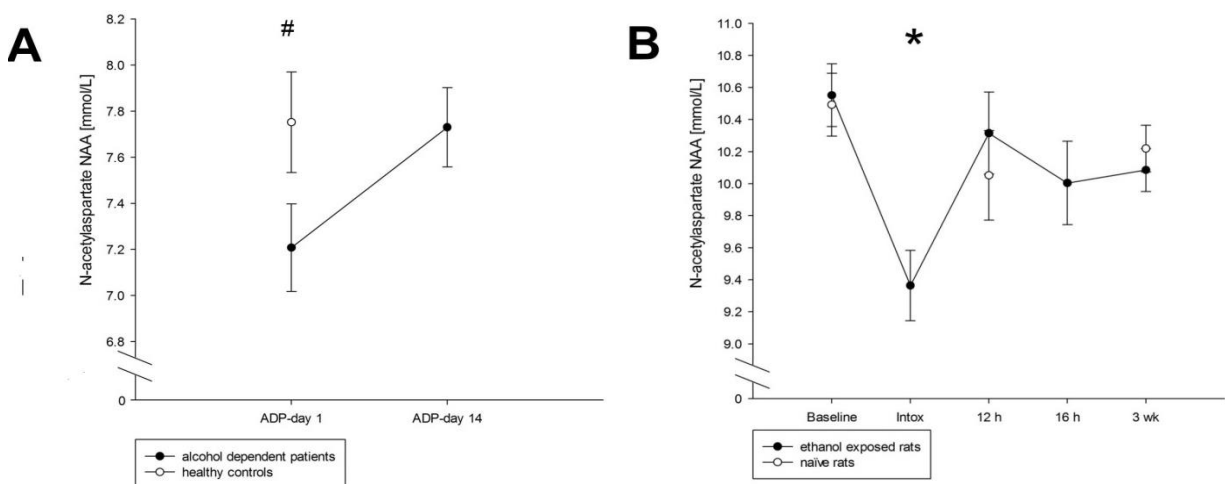 A
N-acetylaspartate NAA [mmol/L]
8.2
8.0
7.8
7.6
7.4
7.2
7.0
6.8
0
#
ADP-day 1 ADP-day 14
alcohol dependent patients
healthy controls
B
N-acetylaspartate NAA [mmol/L]
11.0
10.8
10.6
10.4
10.2
10.0
9.8
9.6
9.4
9.2
9.0
0
*
Baseline Intox 12 h 16 h 3 wk
ethanol exposed rats
naïve rats